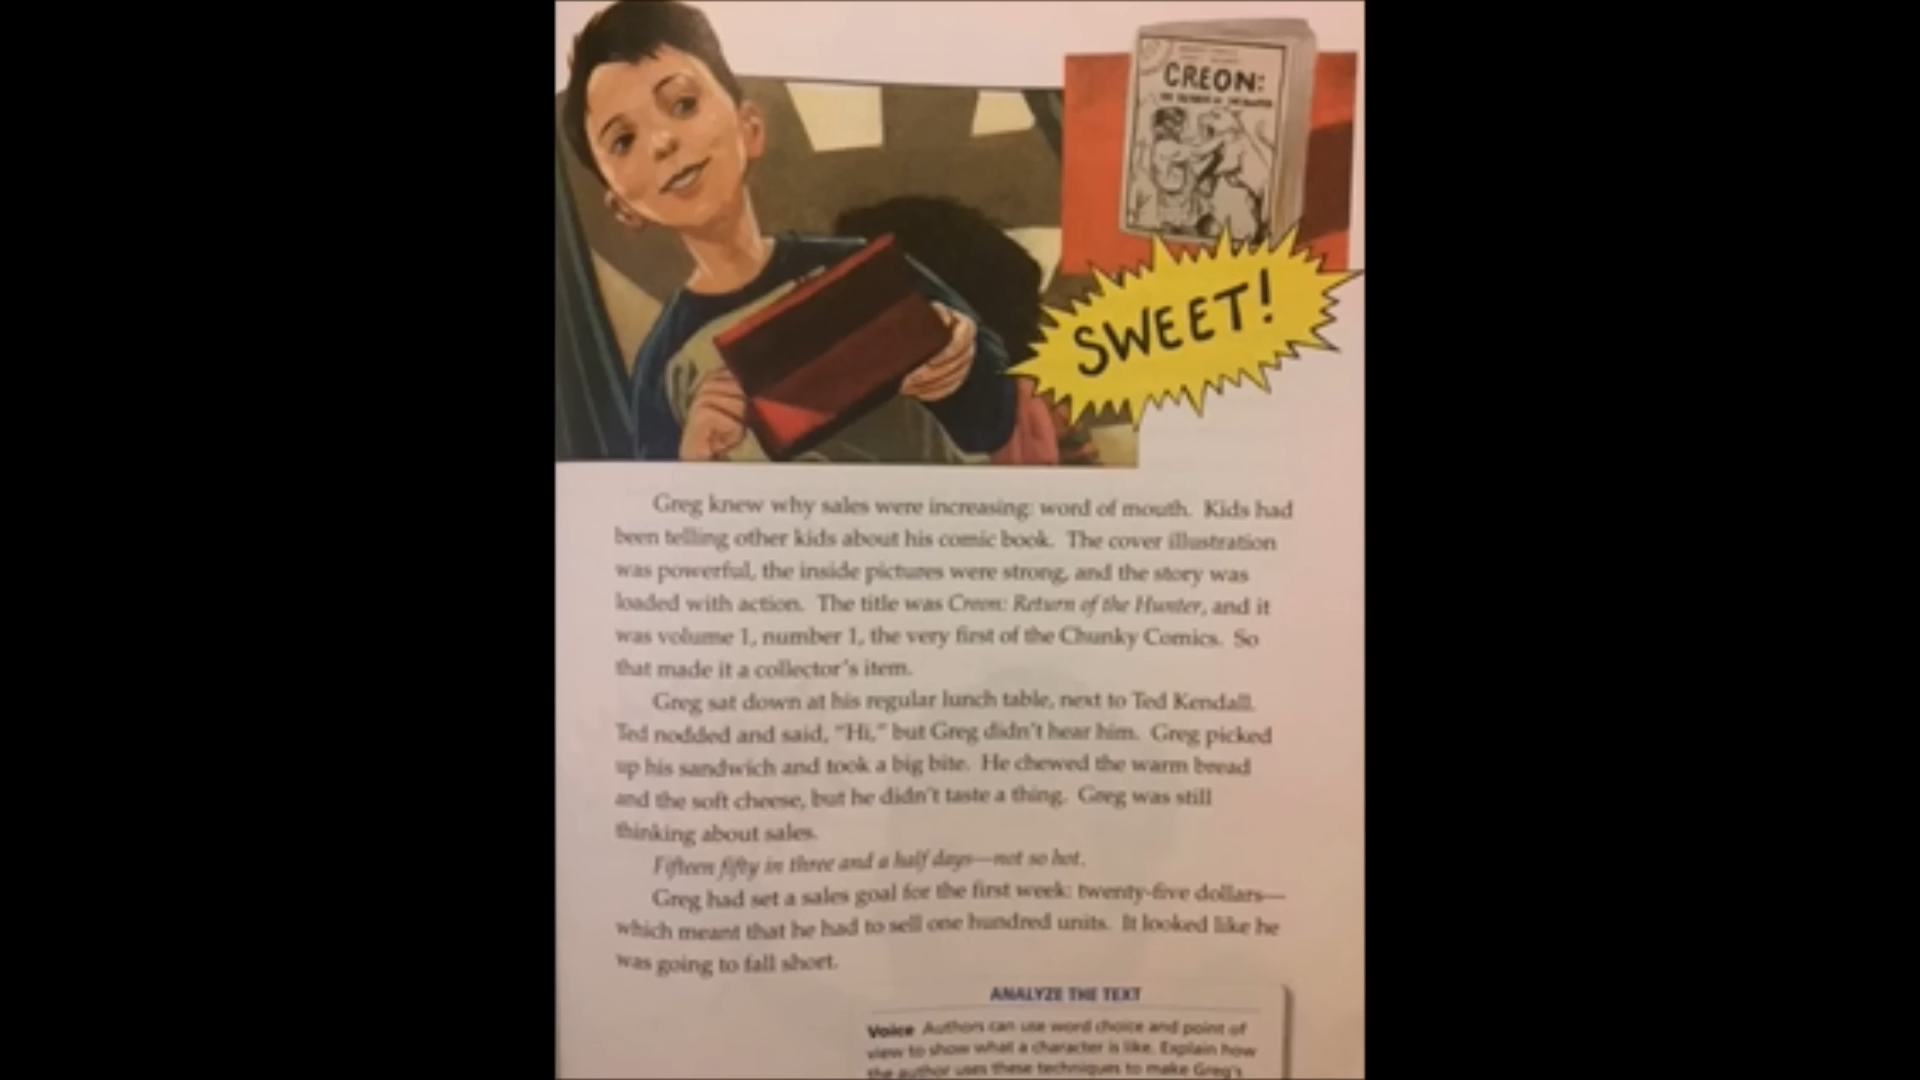 CREON:
SWEET!
Greg knew why sales were increasing: word of mouth. Kids had
been telling other kids about his comic book. The cover illustration
was powerful, the inside pictures were strong, and the story was
loaded with action. The title was Creon: Return of the Hunter, and it
was volume 1, number 1, the very first of the Chunky Comics. So
that made it a collector's item.
Greg sat down at his regular lunch table, next to Ted Kendall.
Ted nodded and said, "Hi," but Greg didn't hear him. Greg picked
up his sandwich and took a big bite. He chewed the warm bread
and the soft cheese, but he didn't taste a thing. Greg was still
thinking about sales.
Fifteen fifty in three and a half days—not so hot.
Greg had set a sales goal for the first week: twenty-five dollars—
which meant that he had to sell one hundred units. It looked like he
was going to fall short.
ANALYZE THE TEXT
Voice Authors can use word choice and point of
view to show what a character is like. Explain how
the author uses these techniques to make Greg's